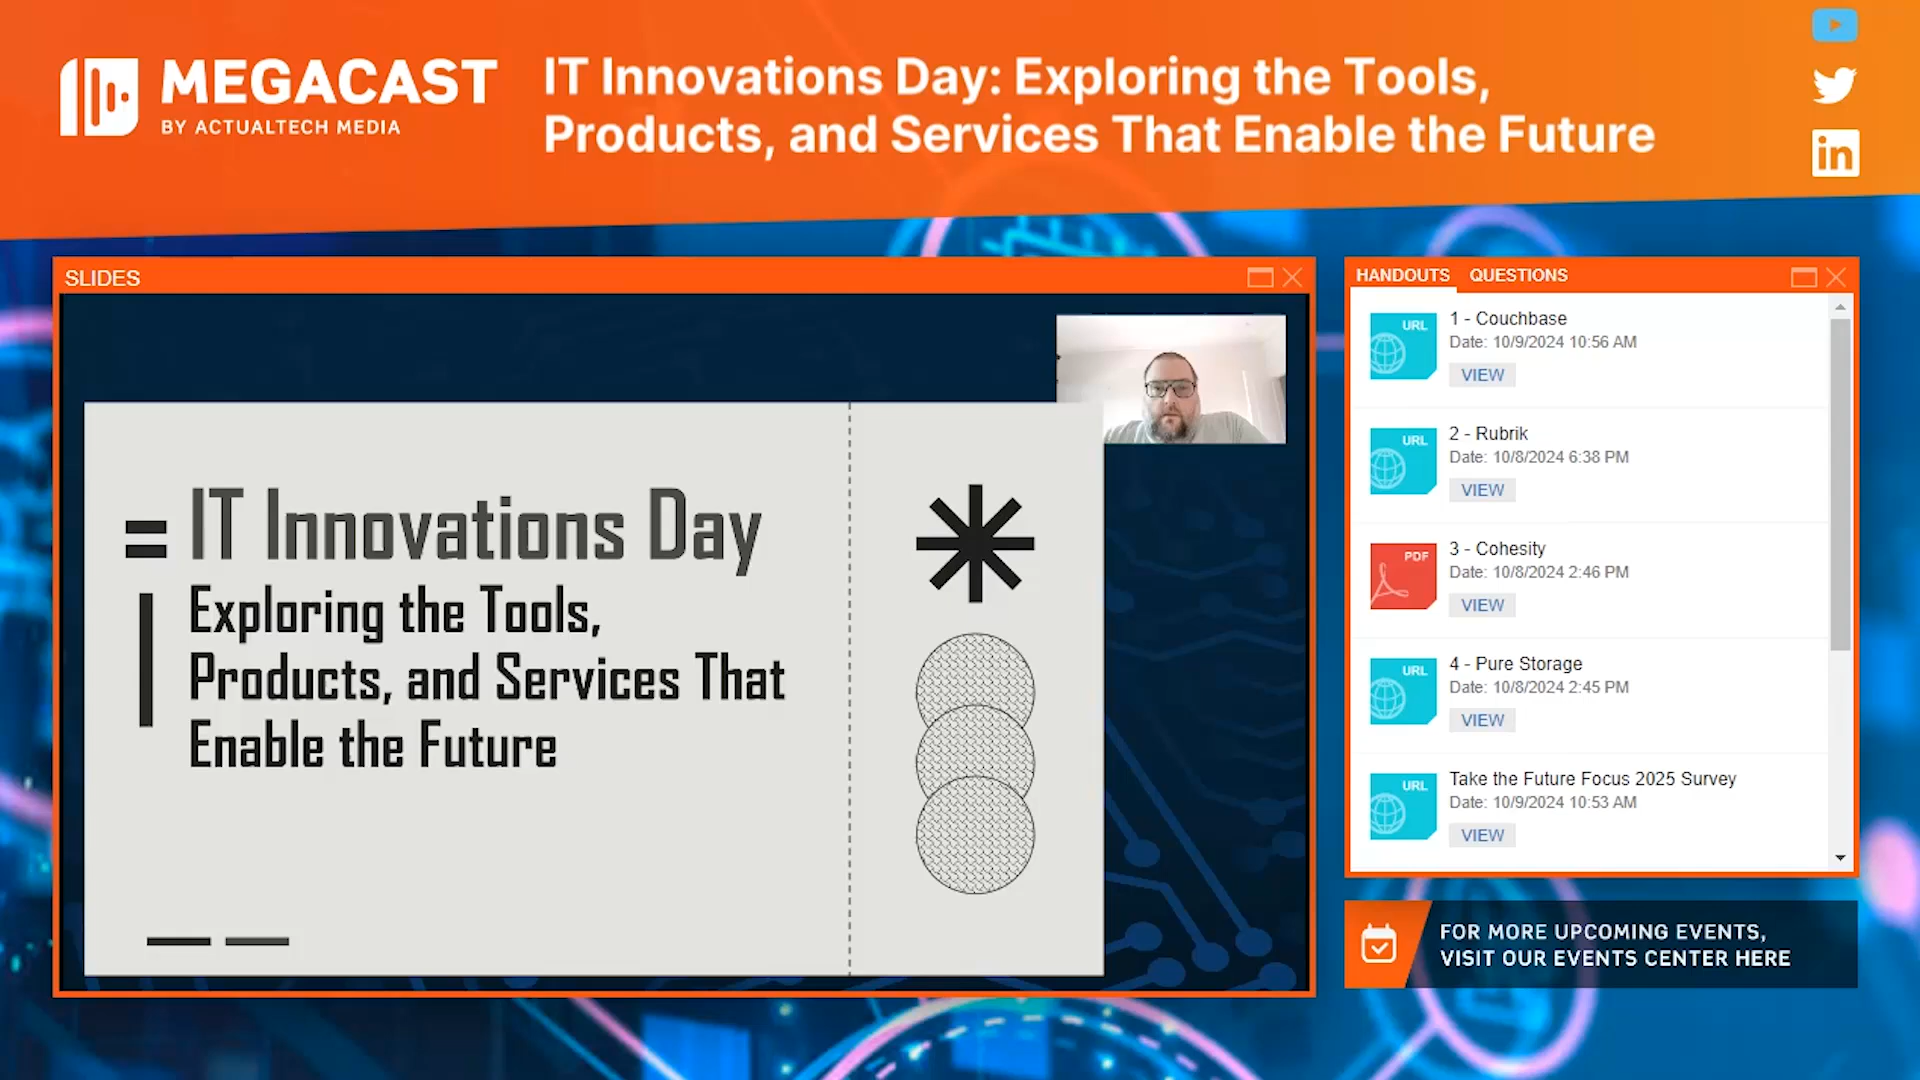 MEGACAST
BY ACTUALTECH MEDIA
IT Innovations Day: Exploring the Tools,
Products, and Services That Enable the Future
in
SLIDES
IT Innovations Day
Exploring the Tools,
Products, and Services That
Enable the Future
HANDOUTS QUESTIONS
URL
1 - Couchbase
Date: 10/9/2024 10:56 AM
VIEW
URL
2 - Rubrik
Date: 10/8/2024 6:38 PM
VIEW
PDF
3 - Cohesity
Date: 10/8/2024 2:46 PM
VIEW
URL
4 - Pure Storage
Date: 10/8/2024 2:45 PM
VIEW
URL
Take the Future Focus 2025 Survey
Date: 10/9/2024 10:53 AM
VIEW
FOR MORE UPCOMING EVENTS,
VISIT OUR EVENTS CENTER HERE